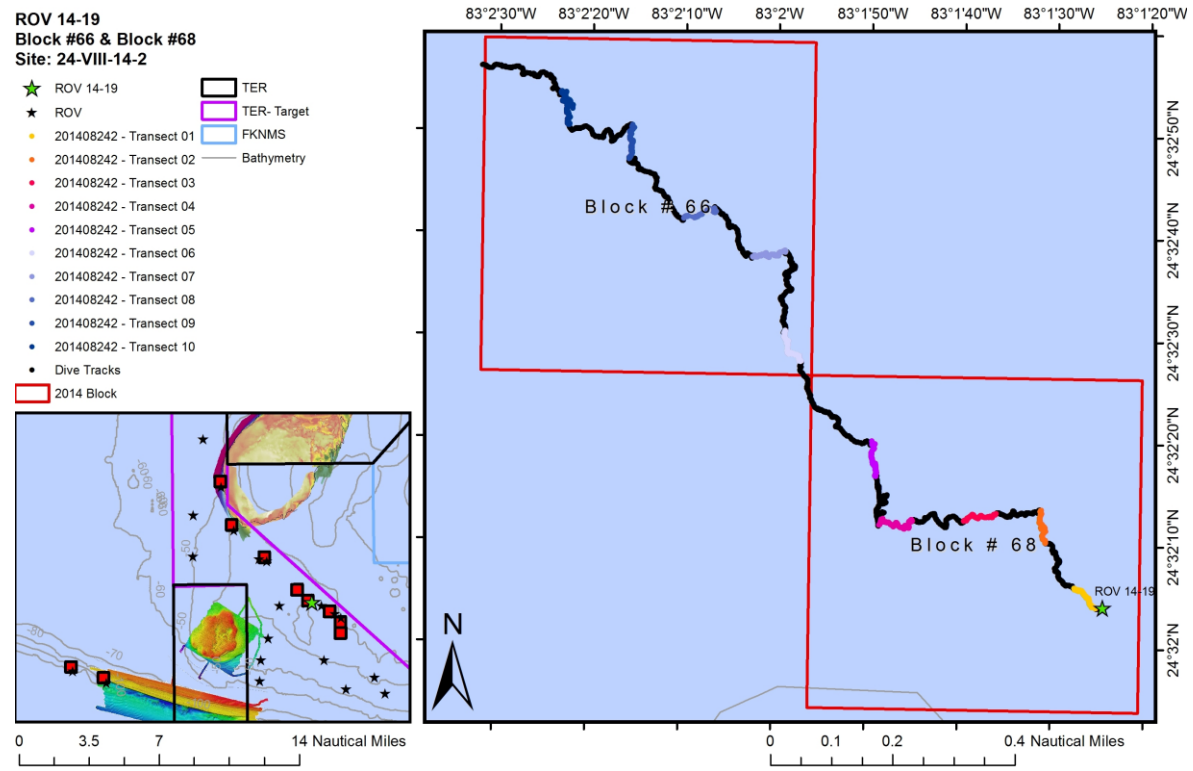 ROV 14-19
Block #66 & Block #68
Site: 24-VIII-14-2
ROV 14-19
ROV
201408242 - Transect 01
201408242 - Transect 02
201408242 - Transect 03
201408242 - Transect 04
201408242 - Transect 05
201408242 - Transect 06
201408242 - Transect 07
201408242 - Transect 08
201408242 - Transect 09
201408242 - Transect 10
Dive Tracks
2014 Block
TER
TER- Target
FKNMS
Bathymetry
83°2'30"W
83°2'20"W
83°2'10"W
83°2'W
83°1'50"W
83°1'40"W
83°1'30"W
83°1'20"W
24°32'50"N
24°32'40"N
24°32'30"N
24°32'20"N
24°32'10"N
24°32'N
Block # 66
Block # 68
ROV 14-19
N
-50
-60
-50
-80
-70
0 3.5 7 14 Nautical Miles
0 0.1 0.2 0.4 Nautical Miles